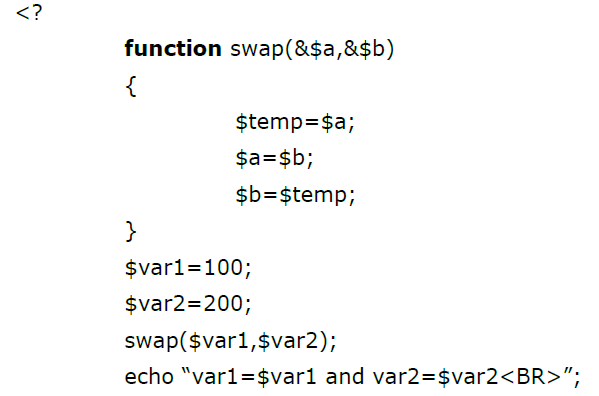 <?
function swap(&$a,&$b)
{
$temp=$a;
$a=$b;
$b=$temp;
}
$var1=100;
$var2=200;
swap($var1,$var2);
echo “var1=$var1 and var2=$var2<BR>”;